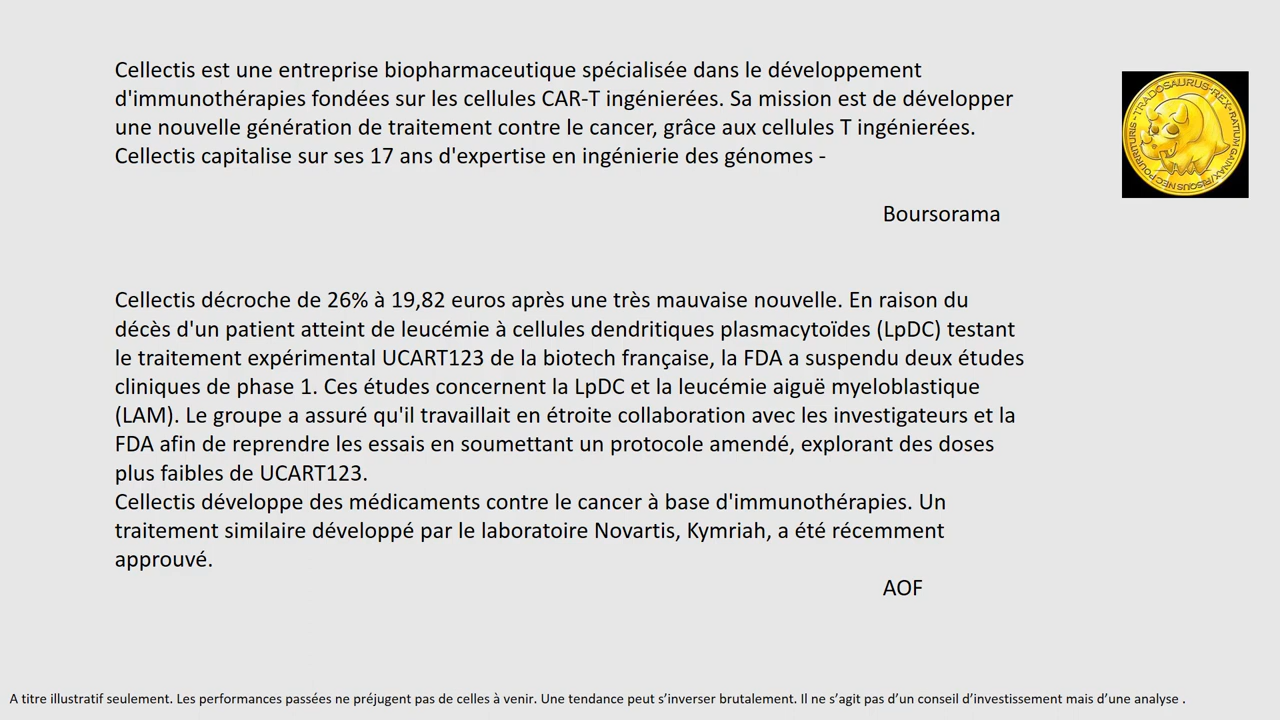 Cellectis est une entreprise biopharmaceutique spécialisée dans le développement
d'immunothérapies fondées sur les cellules CAR-T ingénierées. Sa mission est de développer
une nouvelle génération de traitement contre le cancer, grâce aux cellules T ingénierées.
Cellectis capitalise sur ses 17 ans d'expertise en ingénierie des génomes -
TRADOSAURUS-REX-RATIUM GAINAX/RISQUS NEC POURRITURIS-
Boursorama
Cellectis décroche de 26% à 19,82 euros après une très mauvaise nouvelle. En raison du
décès d'un patient atteint de leucémie à cellules dendritiques plasmacytoïdes (LpDC) testant
le traitement expérimental UCART123 de la biotech française, la FDA a suspendu deux études
cliniques de phase 1. Ces études concernent la LpDC et la leucémie aiguë myeloblastique
(LAM). Le groupe a assuré qu'il travaillait en étroite collaboration avec les investigateurs et la
FDA afin de reprendre les essais en soumettant un protocole amendé, explorant des doses
plus faibles de UCART123.
Cellectis développe des médicaments contre le cancer à base d'immunothérapies. Un
traitement similaire développé par le laboratoire Novartis, Kymriah, a été récemment
approuvé.
AOF
A titre illustratif seulement. Les performances passées ne préjugent pas de celles à venir. Une tendance peut s’inverser brutalement. Il ne s’agit pas d’un conseil d’investissement mais d’une analyse .